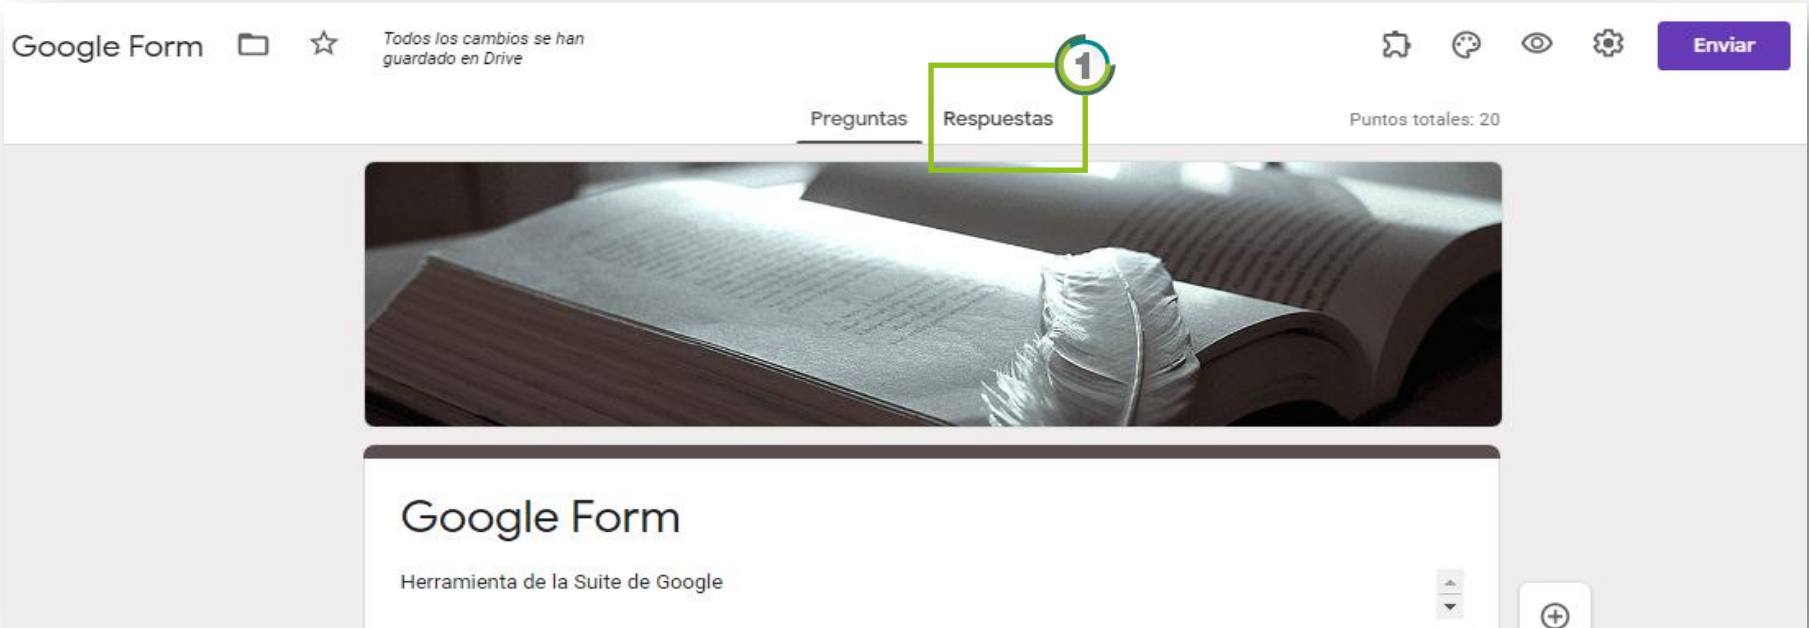 Google Form
Todos los cambios se han
guardado en Drive
Enviar
1
Preguntas
Respuestas
Puntos totales: 20
Google Form
Herramienta de la Suite de Google